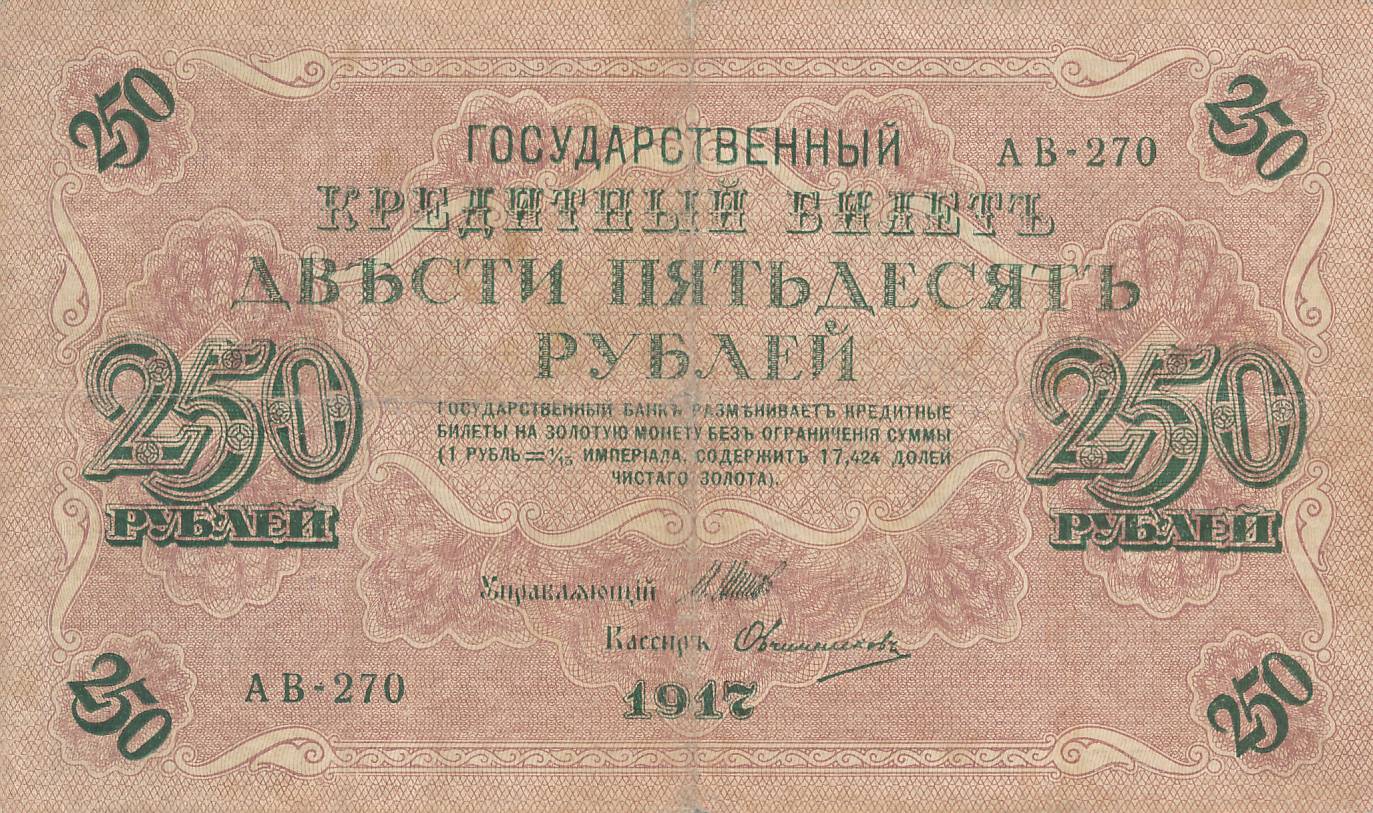 250
250
ГОСУДАРСТВЕННЫЙ
АВ-270
КРЕДИТНЫЙ БИЛЕТЪ
ДВѢСТИ ПЯТЬДЕСЯТЪ
РУБЛЕЙ
250
РУБЛЕЙ
250
РУБЛЕЙ
ГОСУДАРСТВЕННЫЙ БАНКЪ РАЗМѢНИВАЕТЪ КРЕДИТНЫЕ
БИЛЕТЫ НА ЗОЛОТУЮ МОНЕТУ БЕЗЪ ОГРАНИЧЕНІЯ СУММЫ
(1 РУБЛЬ = 1/15 ИМПЕРІАЛА, СОДЕРЖИТЪ 17,424 ДОЛЕЙ
ЧИСТАГО ЗОЛОТА).
Управляющій И. Шипов
Кассиръ Овчинниковъ
АВ-270
1917
250
250